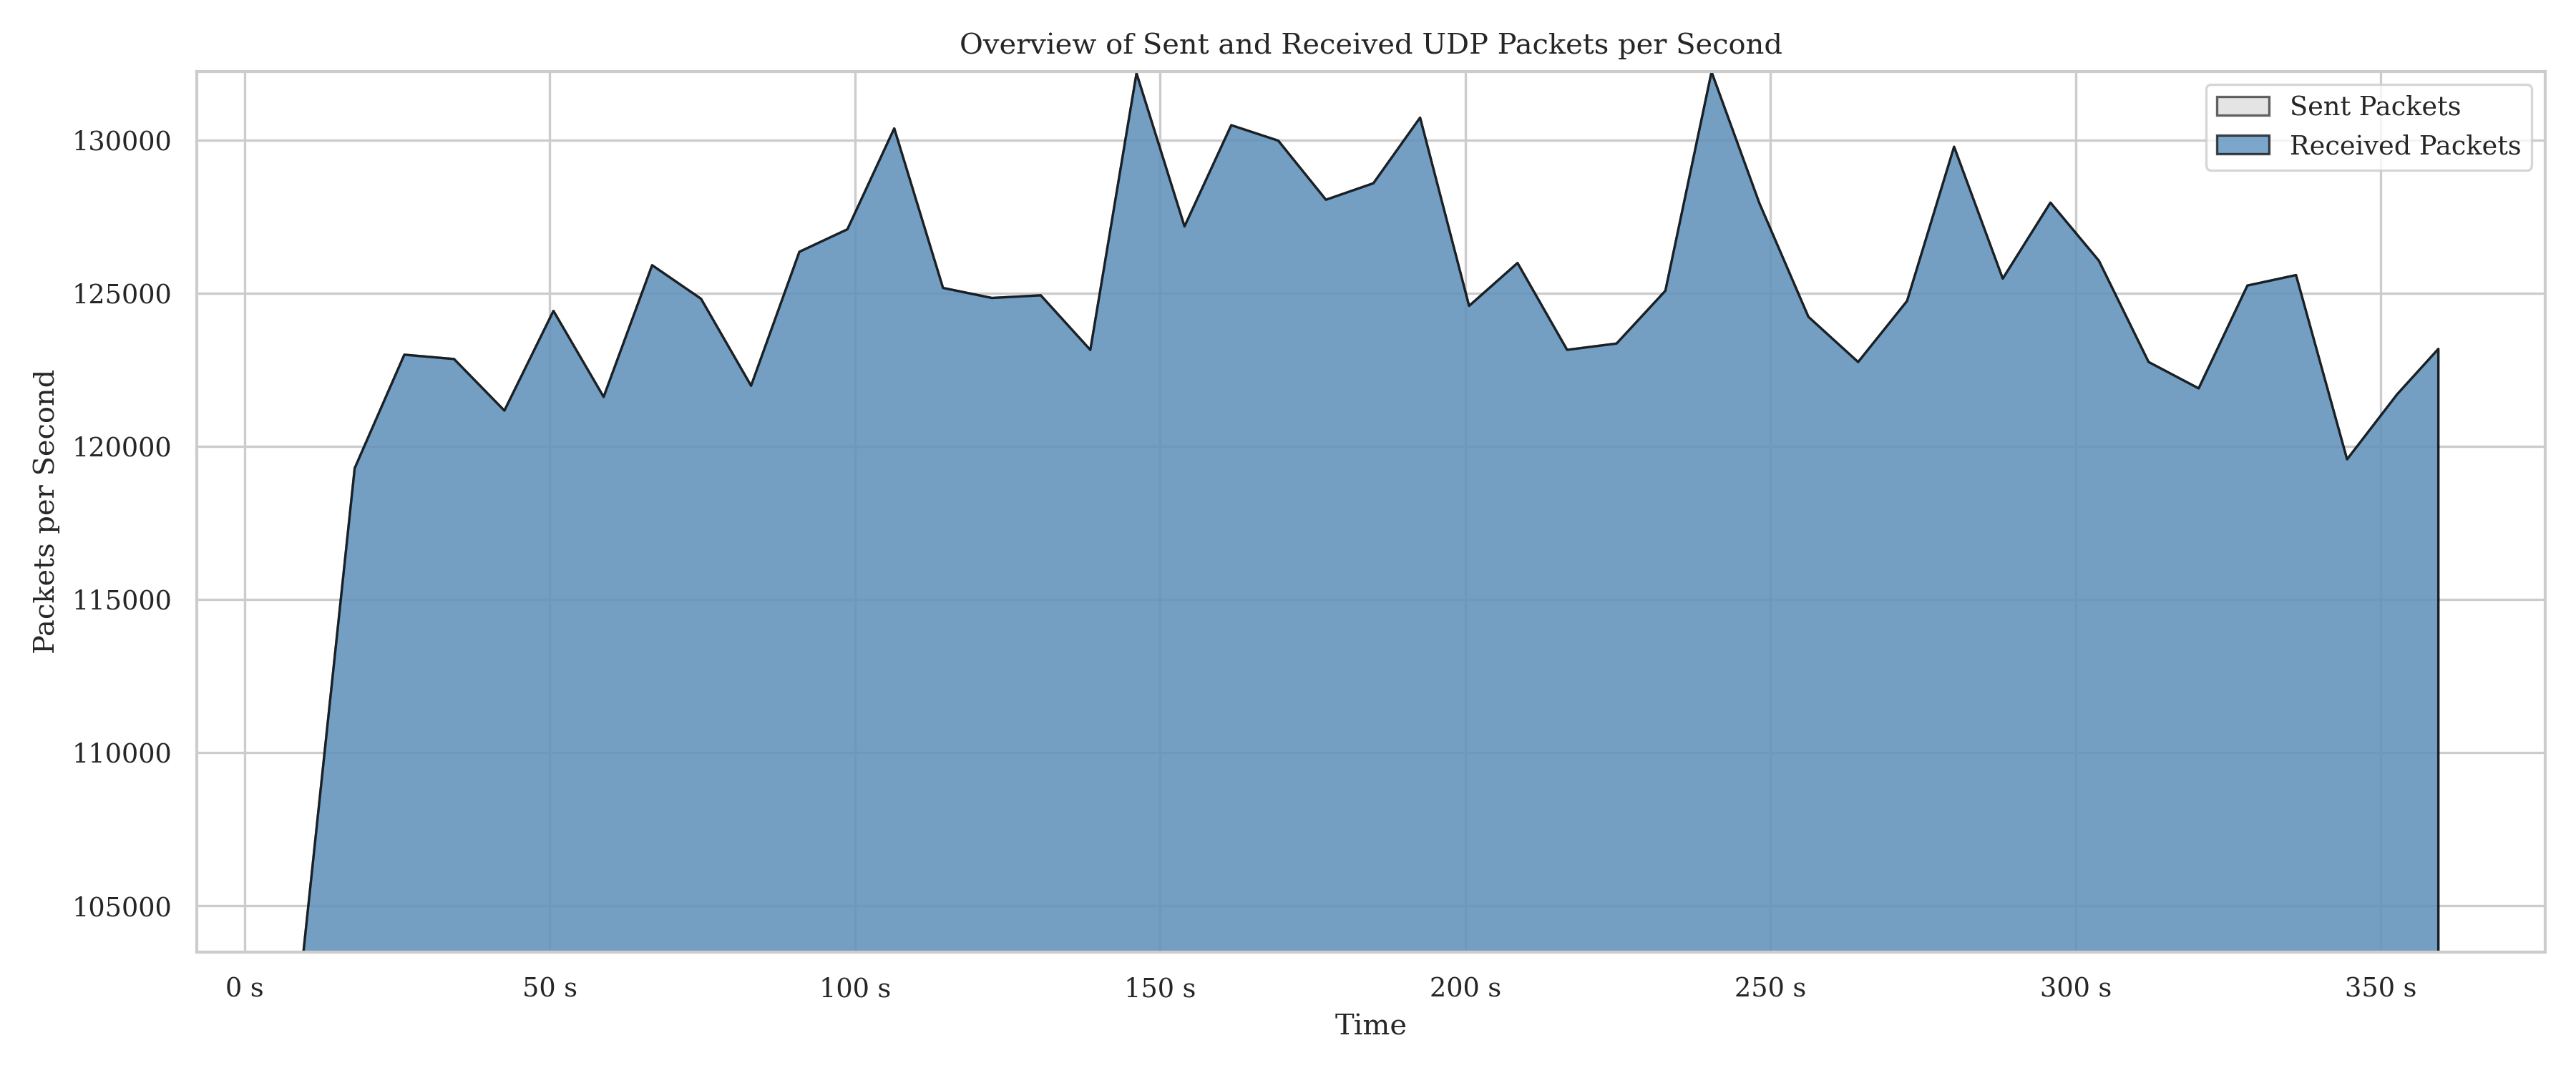 Overview of Sent and Received UDP Packets per Second
Sent Packets
Received Packets
Packets per Second
130000
125000
120000
115000
110000
105000
0 s
50 s
100 s
150 s
200 s
250 s
300 s
350 s
Time